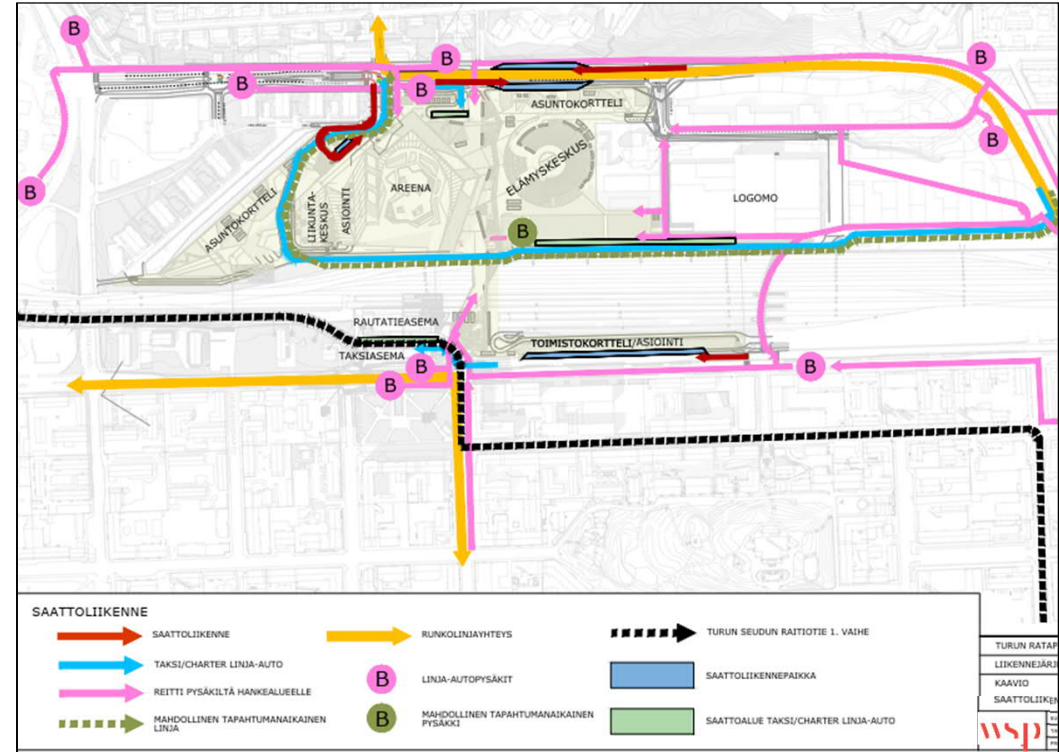 B
B
B
B
B
ASUNTOKORTTELI
B
ELÄMYSKESKUS
AREENA
LOGOMO
B
ASUNTOKORTTELI
LIIKUNTA-
KESKUS
ASIOINTI
B
RAUTATIEASEMA
TAKSIASEMA
TOIMISTOKORTTELI/ASIOINTI
B
B
B
SAATTOLIIKENNE
SAATTOLIIKENNE
TAKSI/CHARTER LINJA-AUTO
REITTI PYSÄKILTÄ HANKEALUEELLE
MAHDOLLINEN TAPAHTUMANAIKAINEN
LINJA
RUNKOLINJAYHTEYS
B
LINJA-AUTOPYSÄKIT
B
MAHDOLLINEN TAPAHTUMANAIKAINEN
PYSÄKKI
TURUN SEUDUN RAITIOTIE 1. VAIHE
SAATTOLIIKENNEPAIKKA
SAATTOALUE TAKSI/CHARTER LINJA-AUTO
TURUN RATAP
LIIKENNEJÄRJ
KAAVIO
SAATTOLIIKEN
wsp